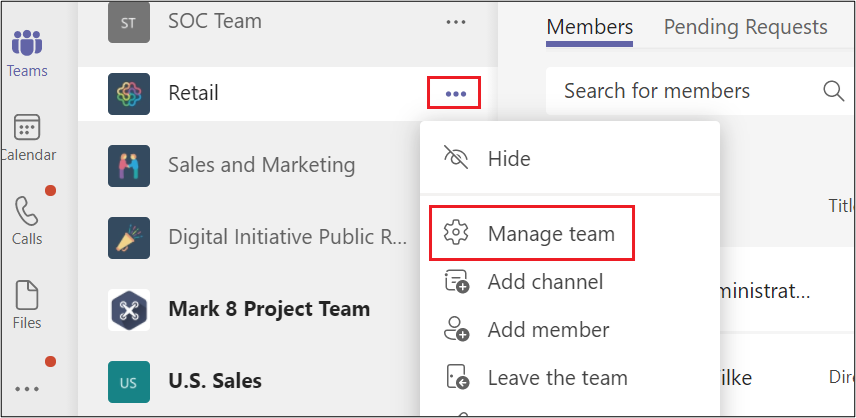 ST
SOC Team
•••
Members
Pending Requests
Teams
Retail
•••
Search for members
Calendar
Hide
Sales and Marketing
Title
Calls
Digital Initiative Public R...
Manage team
Add channel
ministrat...
Files
Mark 8 Project Team
Add member
US
U.S. Sales
Leave the team
ilke
Dire
•••